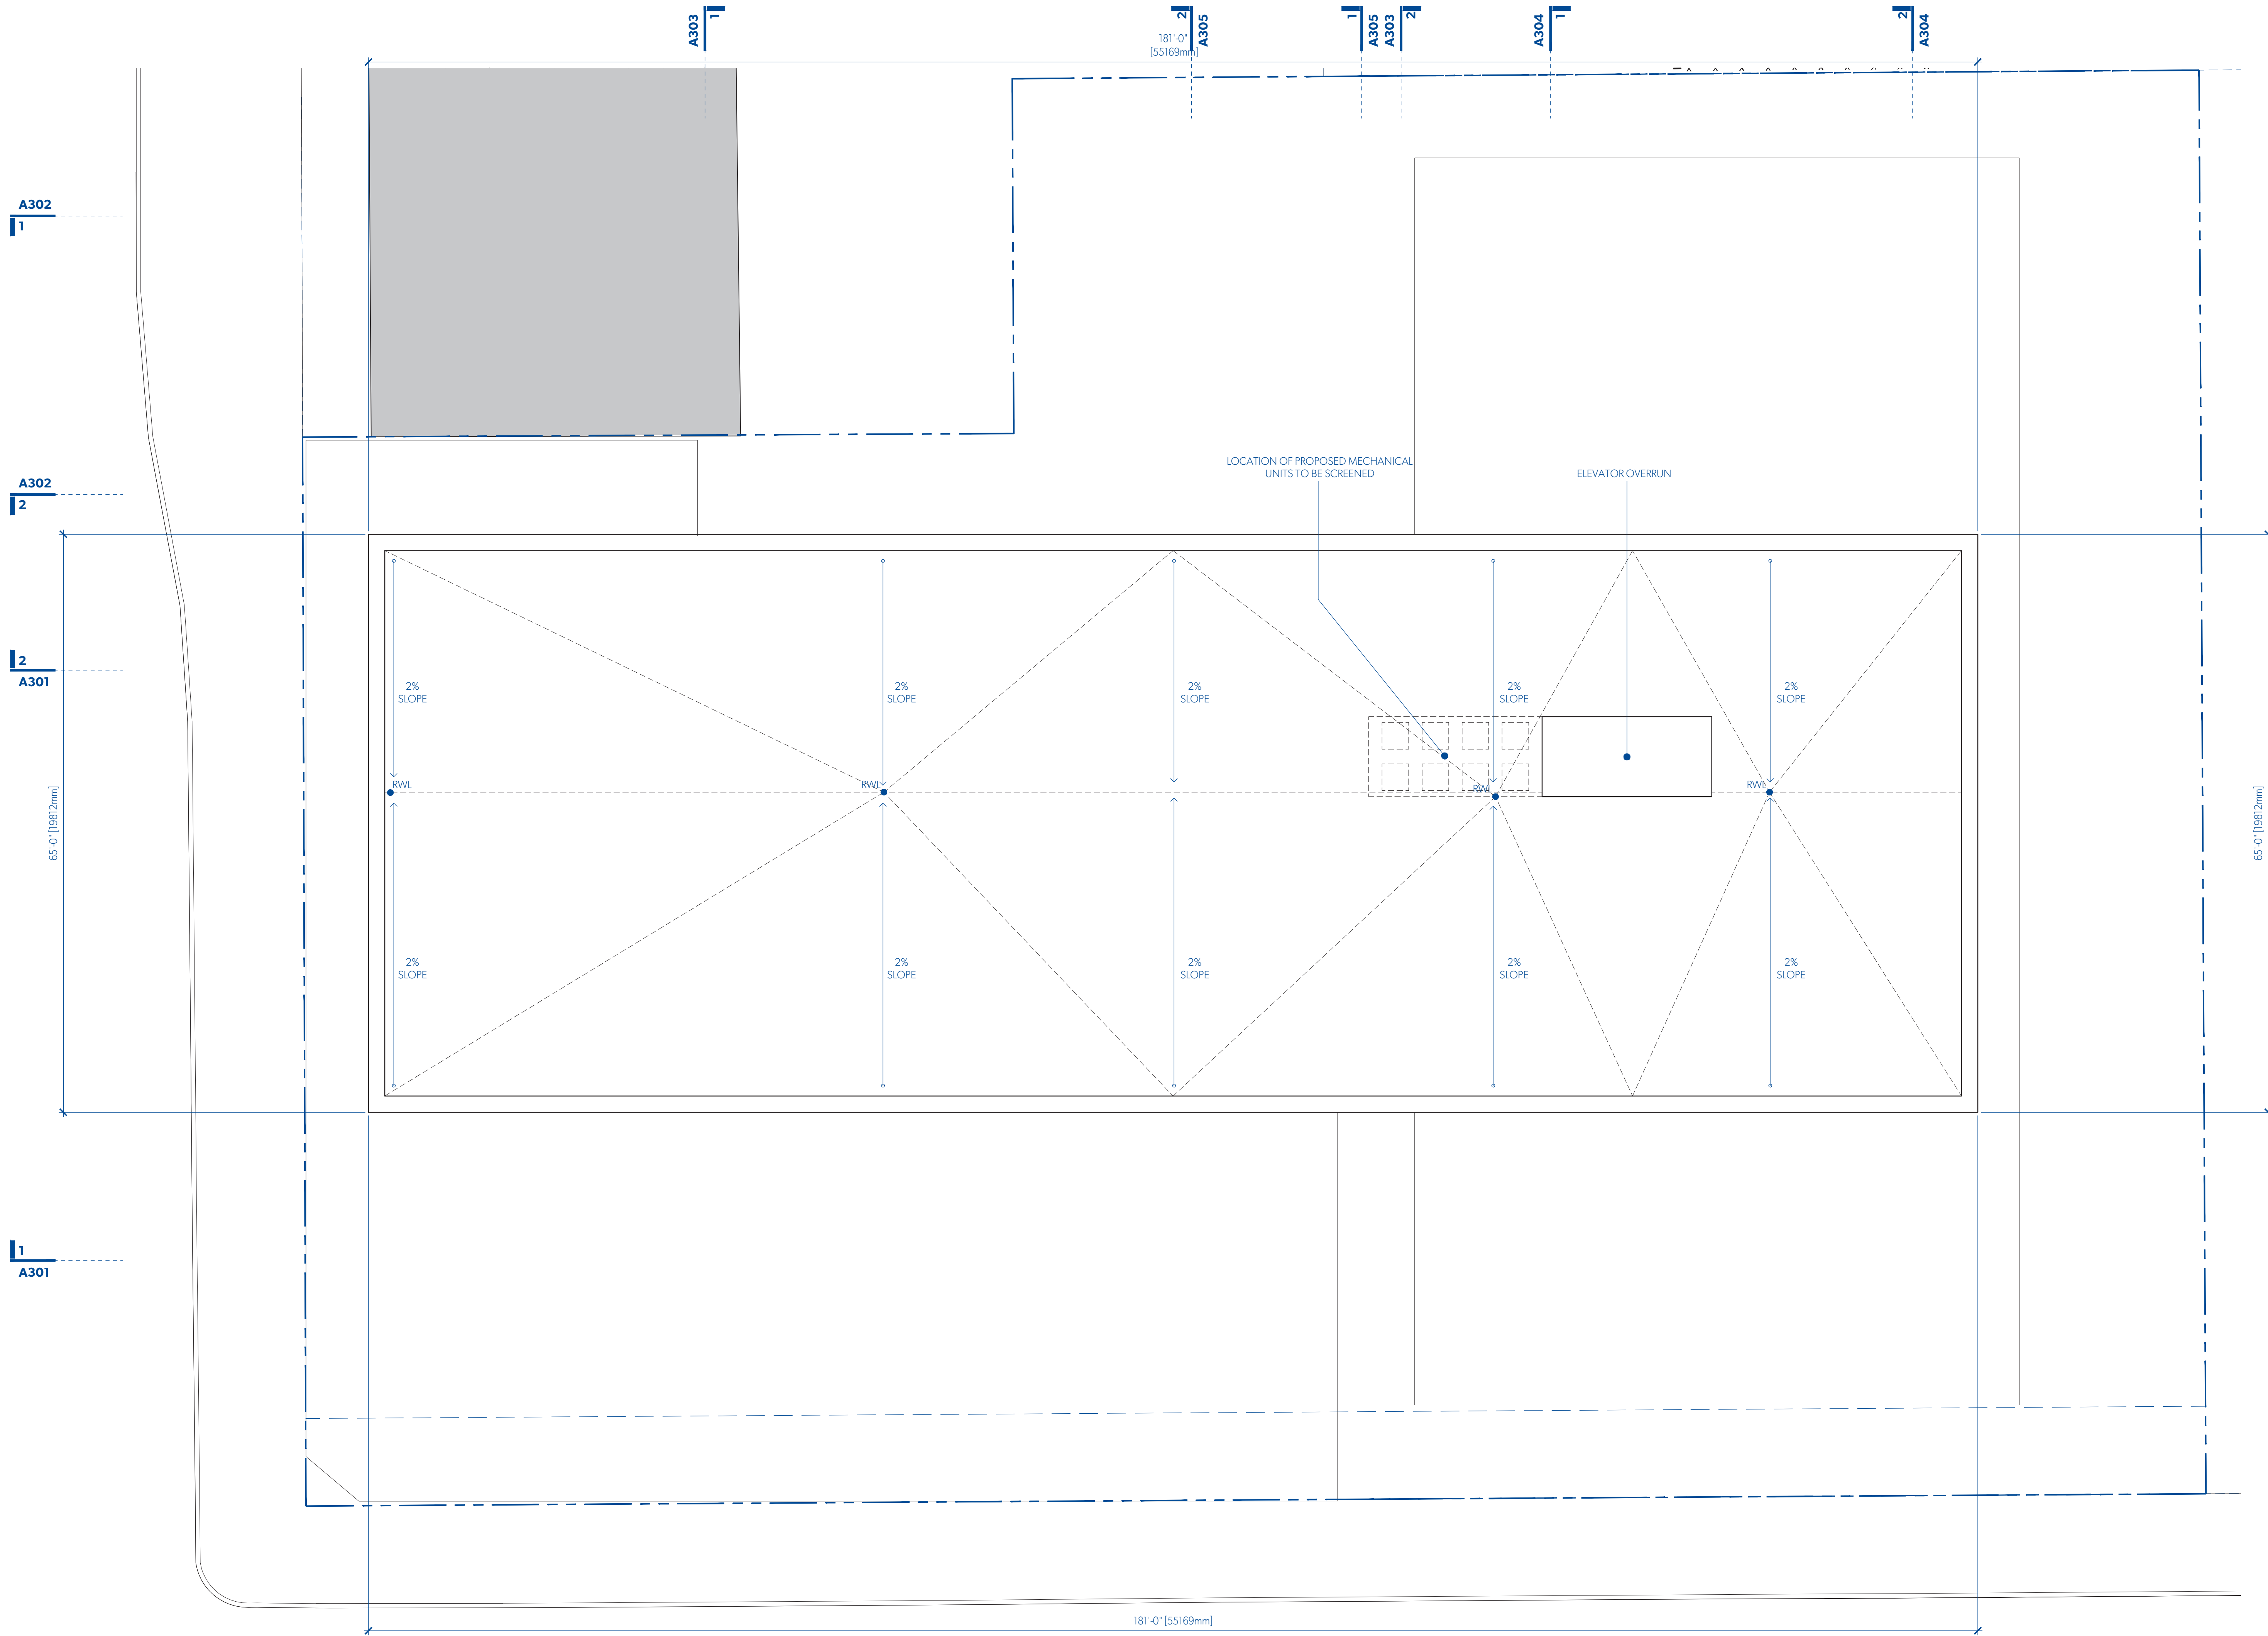 A303
1
2
A305
1
A305
A303
2
A304
1
2
A304
181'-0"
[55169mm]
A302
1
A302
2
LOCATION OF PROPOSED MECHANICAL
UNITS TO BE SCREENED
ELEVATOR OVERRUN
2
A301
2%
SLOPE
2%
SLOPE
2%
SLOPE
2%
SLOPE
2%
SLOPE
RWL
RWL
RWL
RWL
65'-0" [19812mm]
65'-0" [19812mm]
2%
SLOPE
2%
SLOPE
2%
SLOPE
2%
SLOPE
2%
SLOPE
1
A301
181'-0" [55169mm]